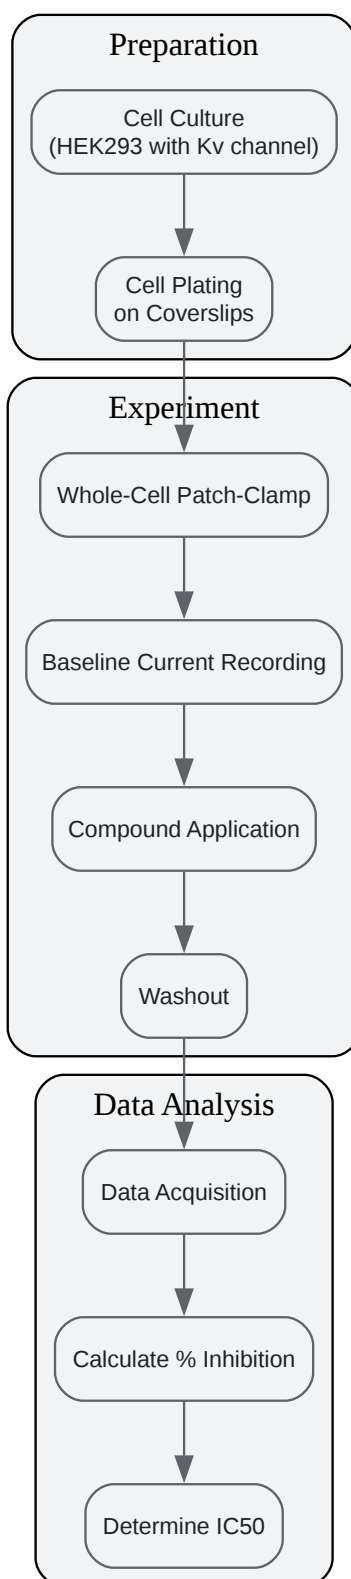 Preparation
Cell Culture
(HEK293 with Kv channel)
Cell Plating
on Coverslips
Experiment
Whole-Cell Patch-Clamp
Baseline Current Recording
Compound Application
Washout
Data Analysis
Data Acquisition
Calculate % Inhibition
Determine IC50